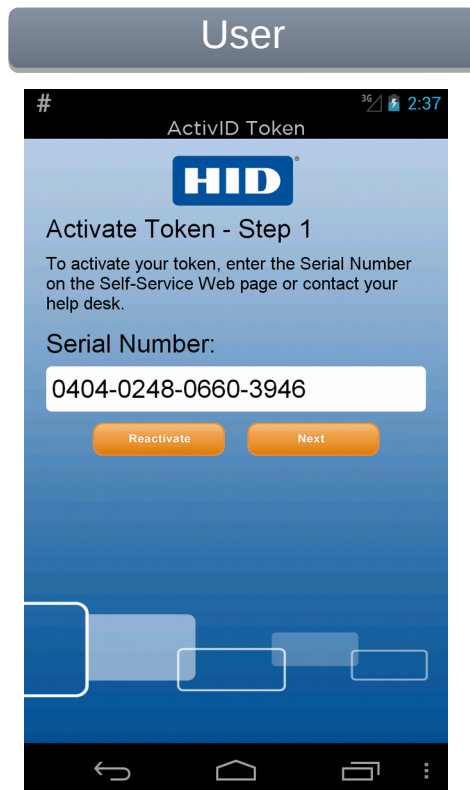 User
#
3G 2:37
ActivID Token
HID®
Activate Token - Step 1
To activate your token, enter the Serial Number
on the Self-Service Web page or contact your
help desk.
Serial Number:
0404-0248-0660-3946
Reactivate Next